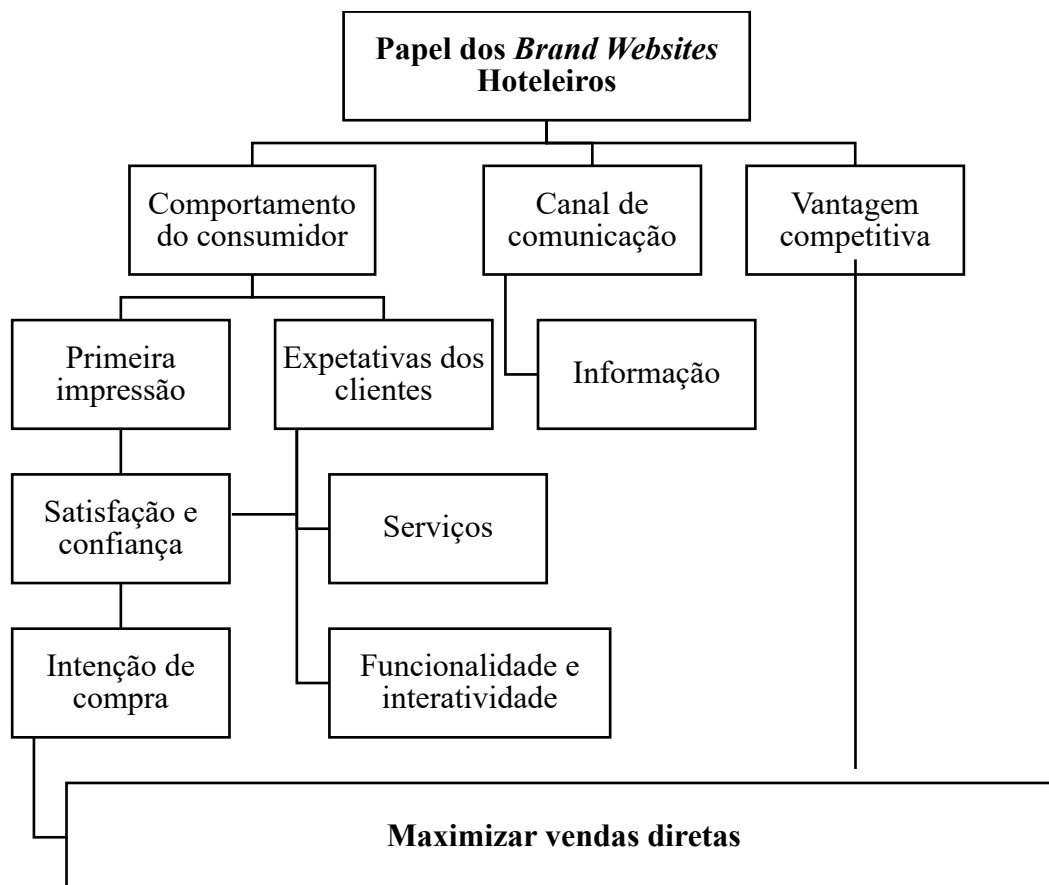 Papel dos Brand Websites
Hoteleiros
Comportamento
do consumidor
Canal de
comunicação
Vantagem
competitiva
Primeira
impressão
Expetativas dos
clientes
Informação
Satisfação e
confiança
Serviços
Intenção de
compra
Funcionalidade e
interatividade
Maximizar vendas diretas